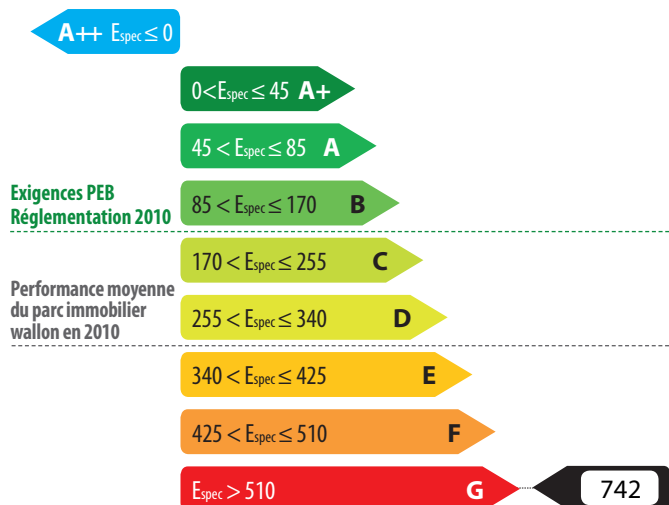 A++ Espec ≤ 0
0<Espec ≤ 45 A+
45 < Espec ≤ 85 A
Exigences PEB
Réglementation 2010
85 < Espec ≤ 170 B
170 < Espec ≤ 255 C
Performance moyenne
du parc immobilier
wallon en 2010
255 < Espec ≤ 340 D
340 < Espec ≤ 425 E
425 < Espec ≤ 510 F
Espec > 510 G 742